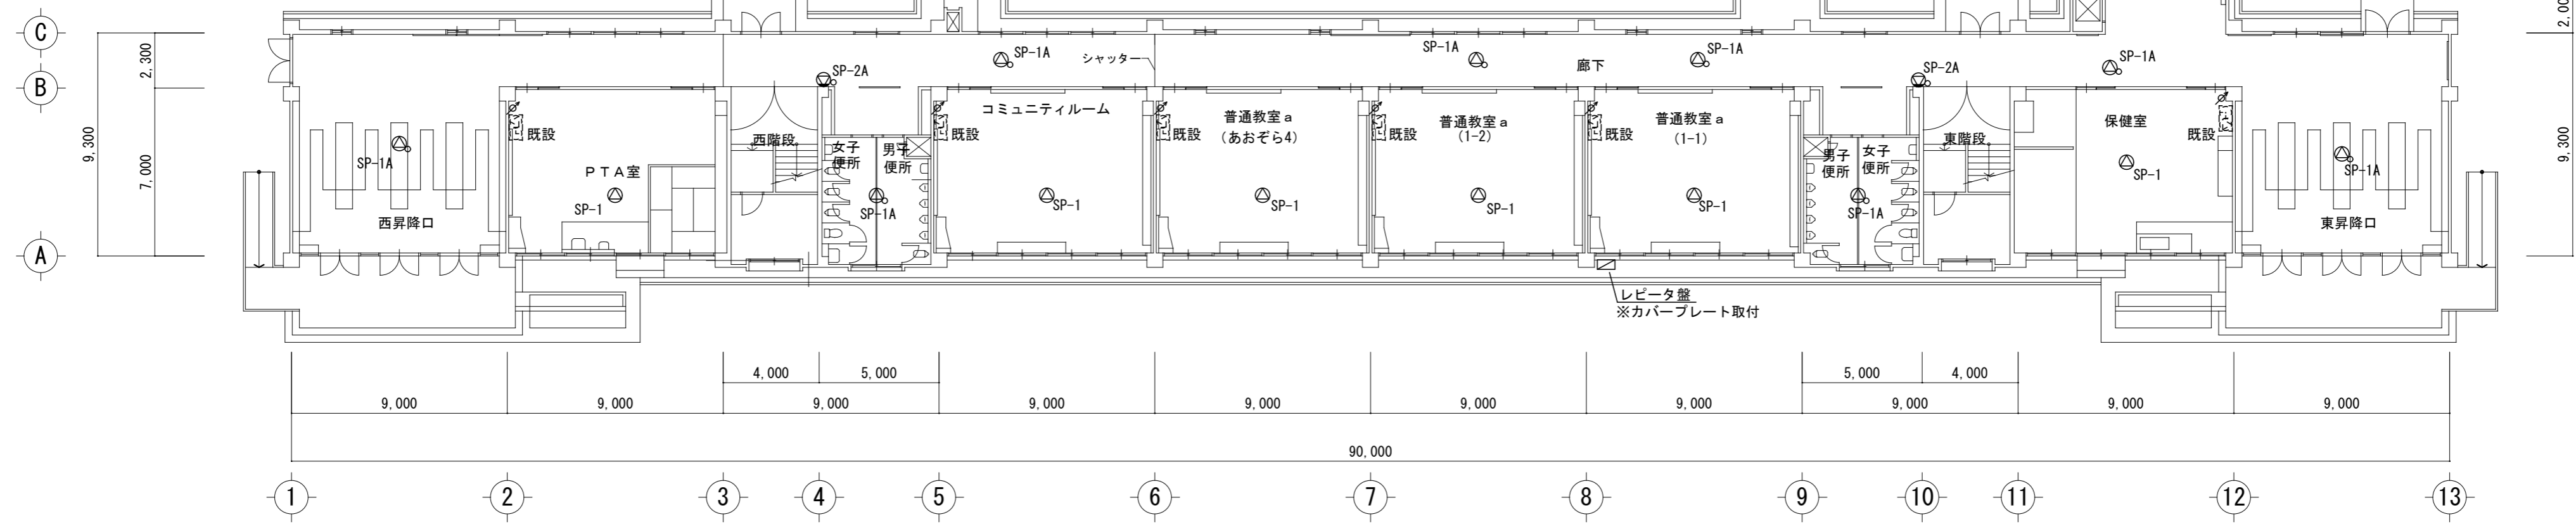 C
B
A
2,300
7,000
9,300
SP-1A
シャッター
SP-1A
SP-1A
廊下
SP-1A
SP-2A
SP-2A
既設
コミュニティルーム
既設
普通教室a
(あおぞら4)
既設
普通教室a
(1-2)
既設
普通教室a
(1-1)
既設
保健室
既設
SP-1A
西昇降口
PTA室
SP-1
西階段
女子
便所
男子
便所
SP-1A
SP-1
SP-1
SP-1
SP-1
男子
便所
女子
便所
SP-1A
東階段
SP-1
SP-1A
東昇降口
2,00
9,300
レピータ盤
※カバープレート取付
4,000
5,000
5,000
4,000
9,000
9,000
9,000
9,000
9,000
9,000
9,000
9,000
9,000
9,000
90,000
1
2
3
4
5
6
7
8
9
10
11
12
13